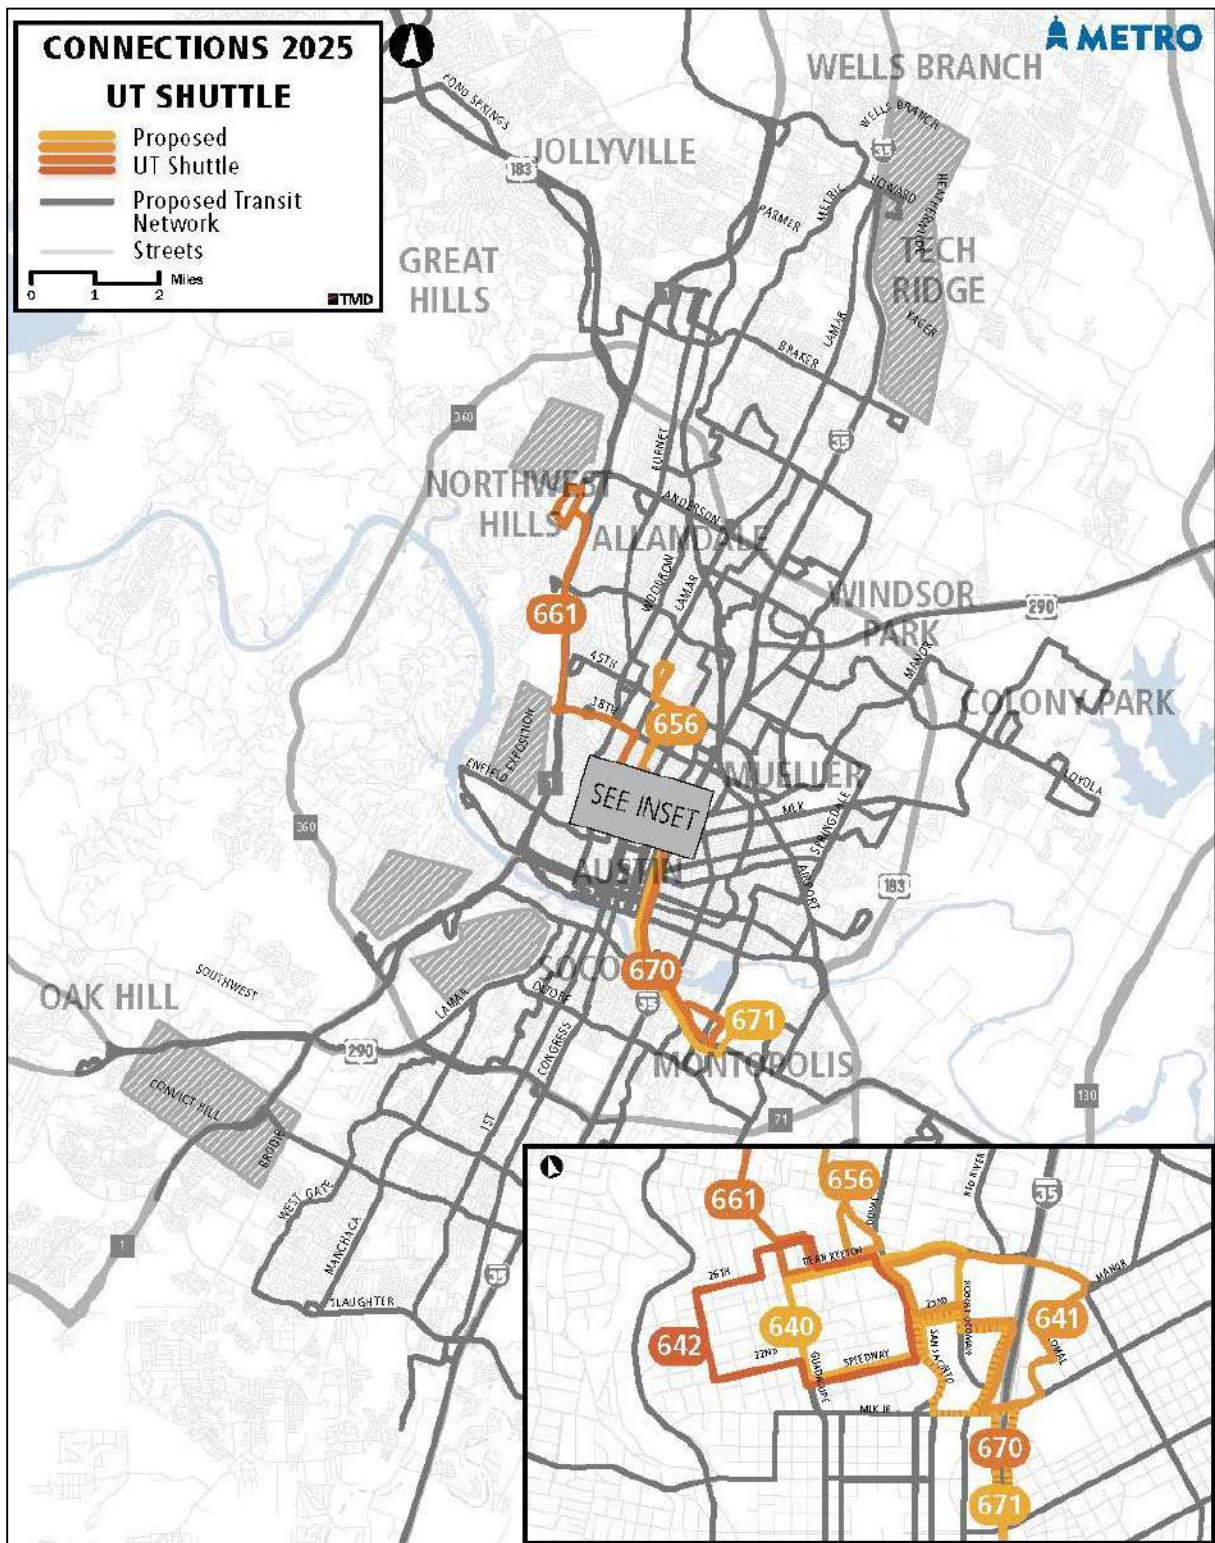 CONNECTIONS 2025
UT SHUTTLE
Proposed
UT Shuttle
Proposed Transit
Network
Streets
0 1 2 Miles
TMD
METRO
WELLS BRANCH
POND SPRINGS
WELLS BRANCH
JOLLYVILLE
35
183
HOWARD
HEATHERWILDE
METRIC
PARMER
GREAT
HILLS
TECH
RIDGE
1
YAGER
LAMAR
BRAKER
360
35
BURNET
NORTHWEST
HILLS
ANDERSON
ALLANDALE
WOODROW
LAMAR
WINDSOR
PARK
290
661
MANOR
45TH
COLONY PARK
38TH
656
EXPOSITION
ENFIELD
MUELLER
LOYOLA
1
SEE INSET
MLK
SPRINGDALE
360
AUSTIN
AIRPORT
183
SOCO
670
SOUTHWEST
OAK HILL
LAMAR
OLTORF
35
671
CONGRESS
290
MONTOPOLIS
CONVICT HILL
130
71
1ST
BRODIE
WEST GATE
MANCHACA
1
35
SLAUGHTER
656
661
DUVAL
RED RIVER
35
DEAN KEETON
26TH
MANOR
23RD
ROBERT DEDMAN
640
641
642
SAN JACINTO
COMAL
22ND
SPEEDWAY
GUADALUPE
MLK JR
670
671